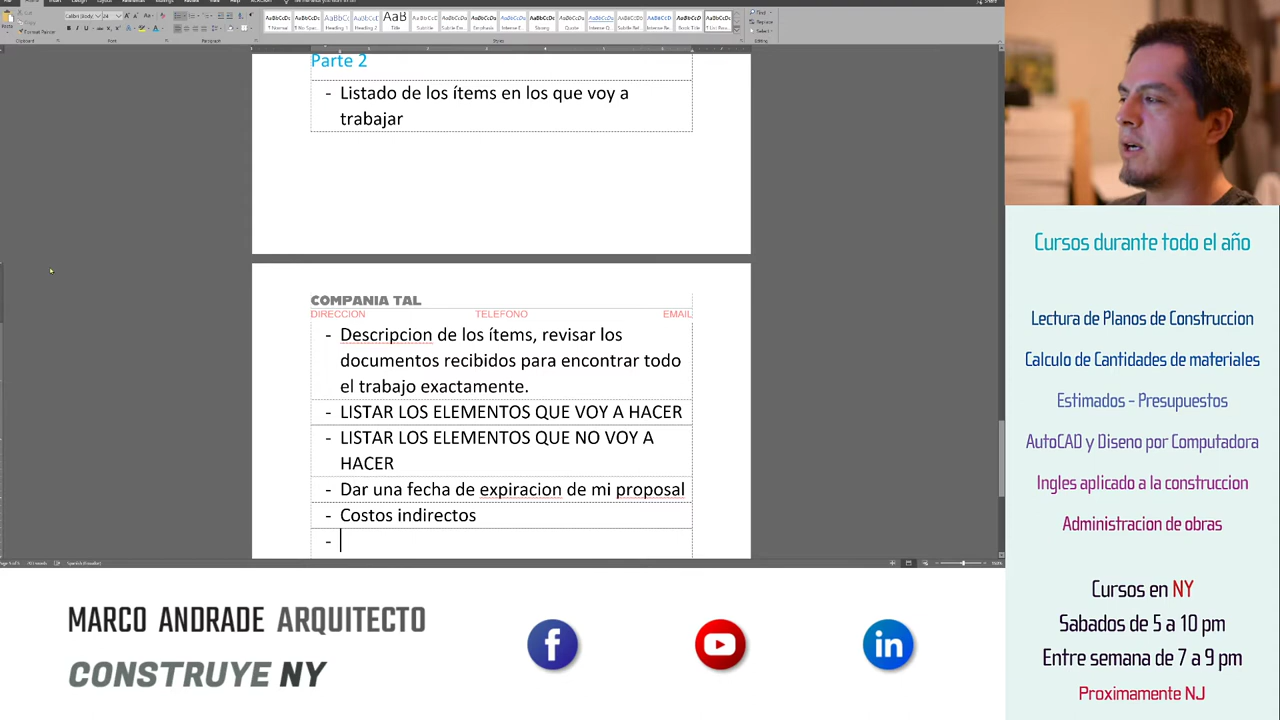 Parte 2
- Listado de los ítems en los que voy a
trabajar
COMPANIA TAL
DIRECCION TELEFONO EMAIL
- Descripcion de los ítems, revisar los
documentos recibidos para encontrar todo
el trabajo exactamente.
- LISTAR LOS ELEMENTOS QUE VOY A HACER
- LISTAR LOS ELEMENTOS QUE NO VOY A
HACER
- Dar una fecha de expiracion de mi proposal
- Costos indirectos
-
Cursos durante todo el año
Lectura de Planos de Construccion
Calculo de Cantidades de materiales
Estimados - Presupuestos
AutoCAD y Diseno por Computadora
Ingles aplicado a la construccion
Administracion de obras
Cursos en NY
Sabados de 5 a 10 pm
Entre semana de 7 a 9 pm
Proximamente NJ
MARCO ANDRADE ARQUITECTO
CONSTRUYE NY